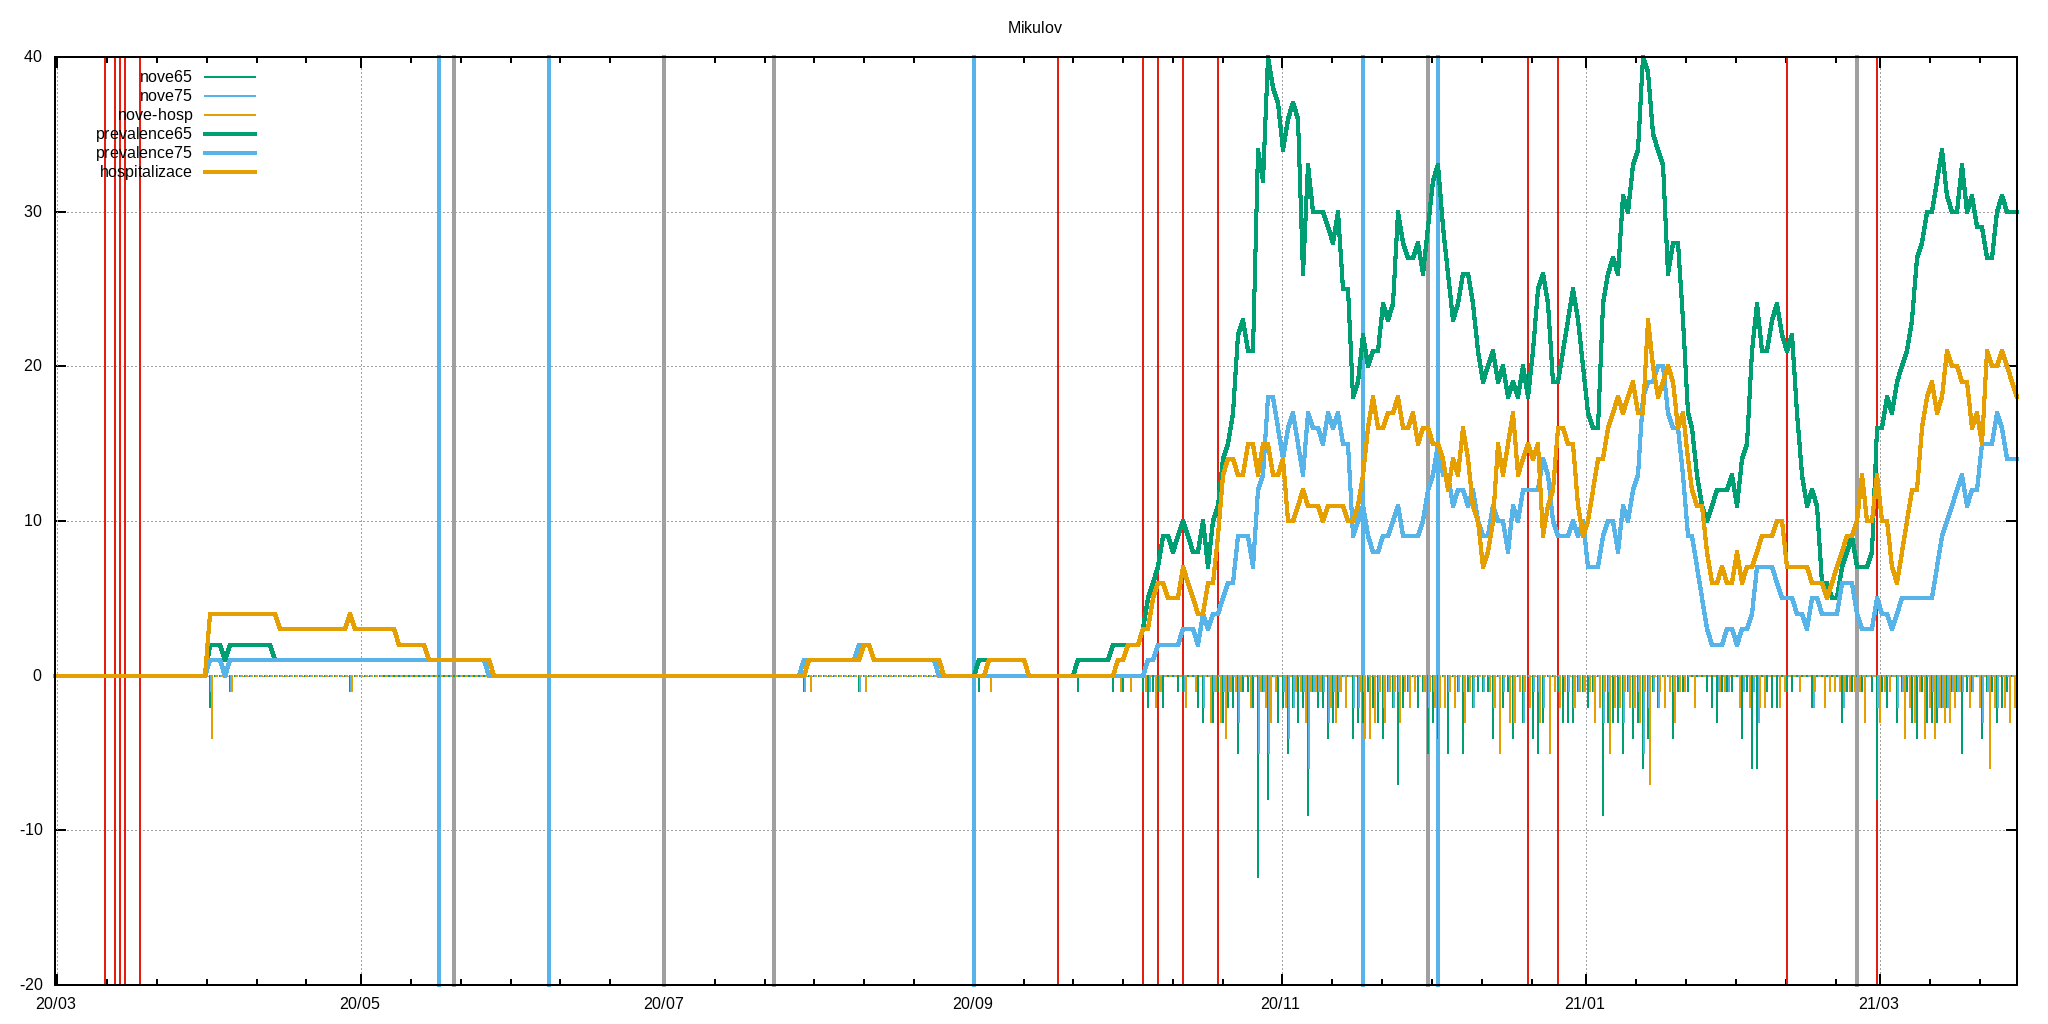 Mikulov
40
nove65
nove75
nove-hosp
prevalence65
prevalence75
hospitalizace
30
20
10
0
-10
-20
20/03 20/05 20/07 20/09 20/11 21/01 21/03